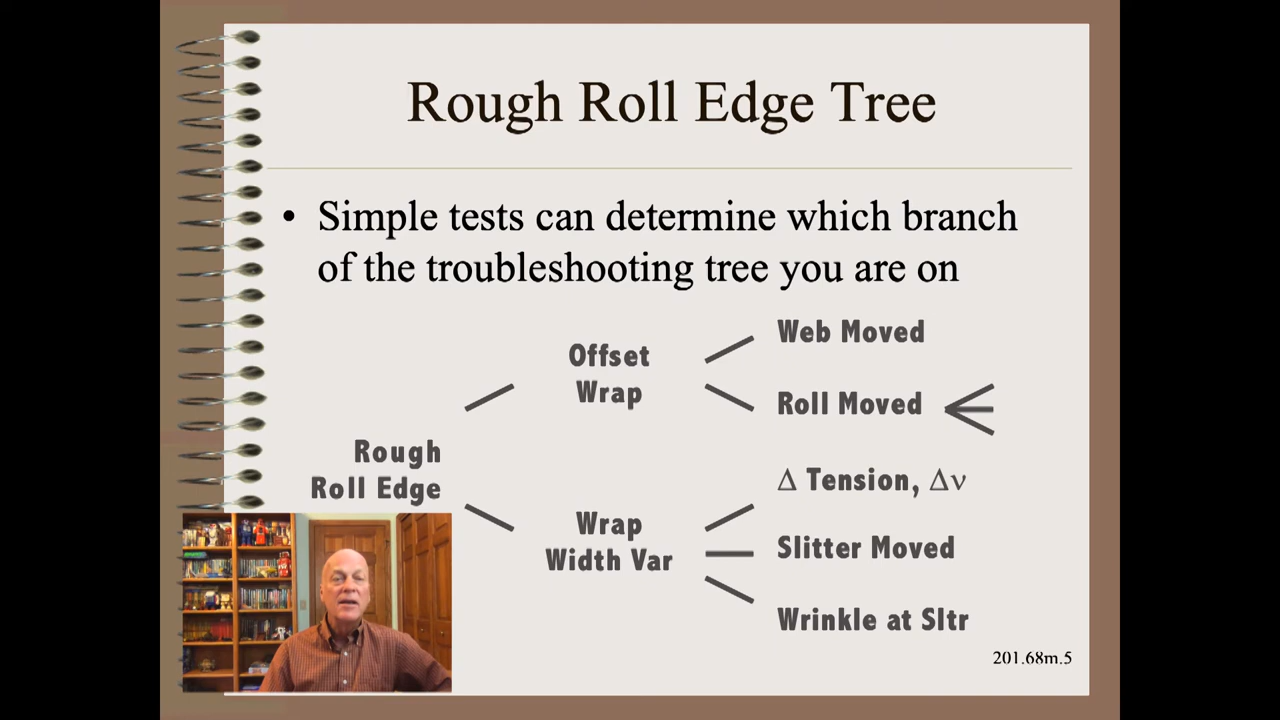 Rough Roll Edge Tree
• Simple tests can determine which branch
of the troubleshooting tree you are on
Rough
Roll Edge
Offset
Wrap
Web Moved
Roll Moved
Wrap
Width Var
Δ Tension, Δν
Slitter Moved
Wrinkle at Sltr
201.68m.5